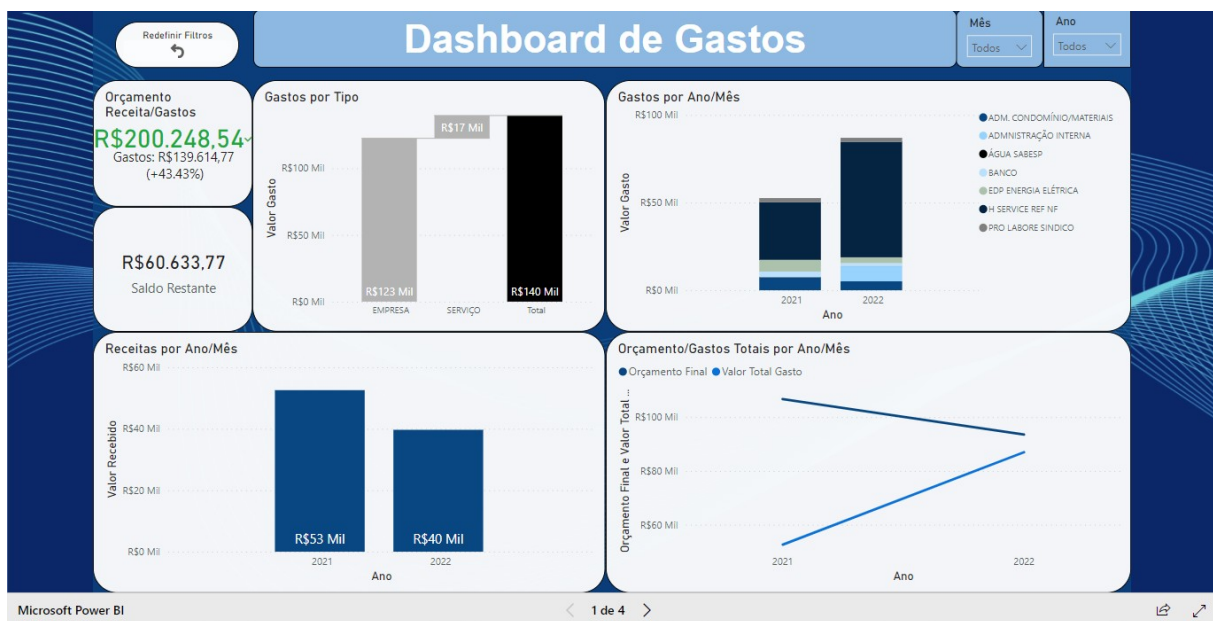 Redefinir Filtros
Dashboard de Gastos
Mês
Todos
Ano
Todos
Orçamento
Receita/Gastos
R$200.248,54
Gastos: R$139.614,77
(+43.43%)
R$60.633,77
Saldo Restante
Gastos por Tipo
Valor Gasto
R$100 Mil
R$50 Mil
R$0 Mil
R$123 Mil
R$17 Mil
R$140 Mil
EMPRESA
SERVIÇO
Total
Gastos por Ano/Mês
Valor Gasto
R$100 Mil
R$50 Mil
R$0 Mil
2021
2022
Ano
ADM. CONDOMÍNIO/MATERIAIS
ADMNISTRAÇÃO INTERNA
ÁGUA SABESP
BANCO
EDP ENERGIA ELÉTRICA
H SERVICE REF NF
PRO LABORE SINDICO
Receitas por Ano/Mês
Valor Recebido
R$60 Mil
R$40 Mil
R$20 Mil
R$0 Mil
R$53 Mil
R$40 Mil
2021
2022
Ano
Orçamento/Gastos Totais por Ano/Mês
Orçamento Final
Valor Total Gasto
Orçamento Final e Valor Total ...
R$100 Mil
R$80 Mil
R$60 Mil
2021
2022
Ano
Microsoft Power BI
1 de 4